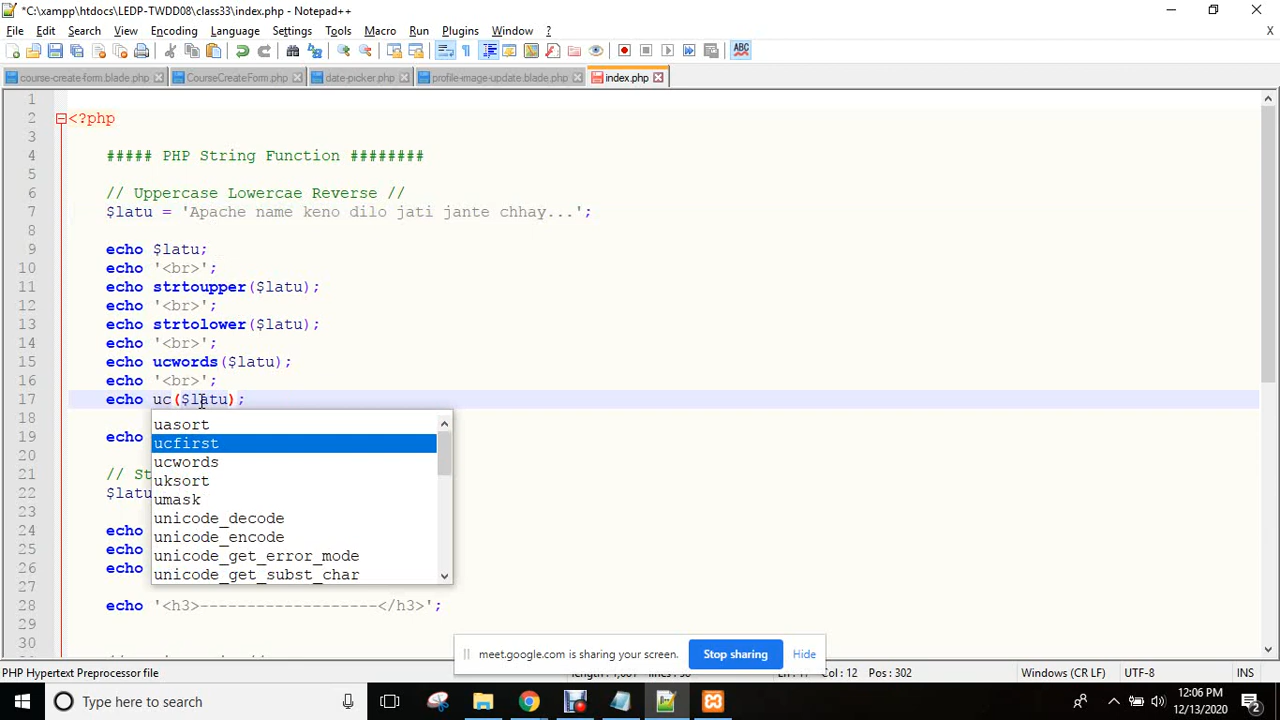 *C:\xampp\htdocs\LEDP-TWDD08\class33\index.php - Notepad++
File Edit Search View Encoding Language Settings Tools Macro Run Plugins Window ?
X
ABC
course-create-form.blade.php CourseCreateForm.php date-picker.php profile-image-update.blade.php index.php
1
2 <?php
3
4 ##### PHP String Function ########
5
6 // Uppercase Lowercae Reverse //
7 $latu = 'Apache name keno dilo jati jante chhay...';
8
9 echo $latu;
10 echo '<br>';
11 echo strtoupper($latu);
12 echo '<br>';
13 echo strtolower($latu);
14 echo '<br>';
15 echo ucwords($latu);
16 echo '<br>';
17 echo uc($latu);
18
19 echo
20
21 // St
22 $latu
23
24 echo
25 echo
26 echo
27
28 echo '<h3>-------------------</h3>';
29
30
uasort
ucfirst
ucwords
uksort
umask
unicode_decode
unicode_encode
unicode_get_error_mode
unicode_get_subst_char
meet.google.com is sharing your screen. Stop sharing Hide
PHP Hypertext Preprocessor file Col : 12 Pos : 302 Windows (CR LF) UTF-8 INS
Type here to search
12:06 PM
12/13/2020
2